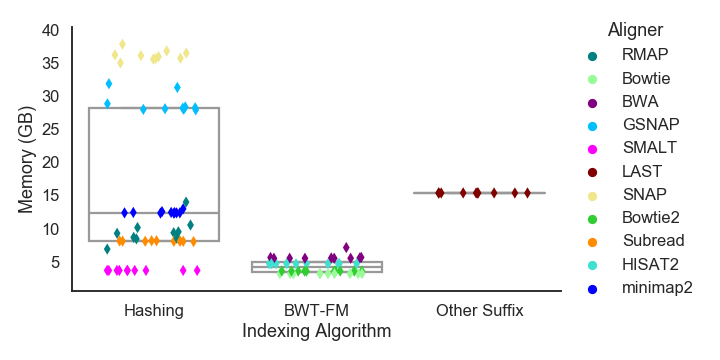 40
35
30
25
20
15
10
5
Memory (GB)
Hashing
BWT-FM
Other Suffix
Indexing Algorithm
Aligner
RMAP
Bowtie
BWA
GSNAP
SMALT
LAST
SNAP
Bowtie2
Subread
HISAT2
minimap2